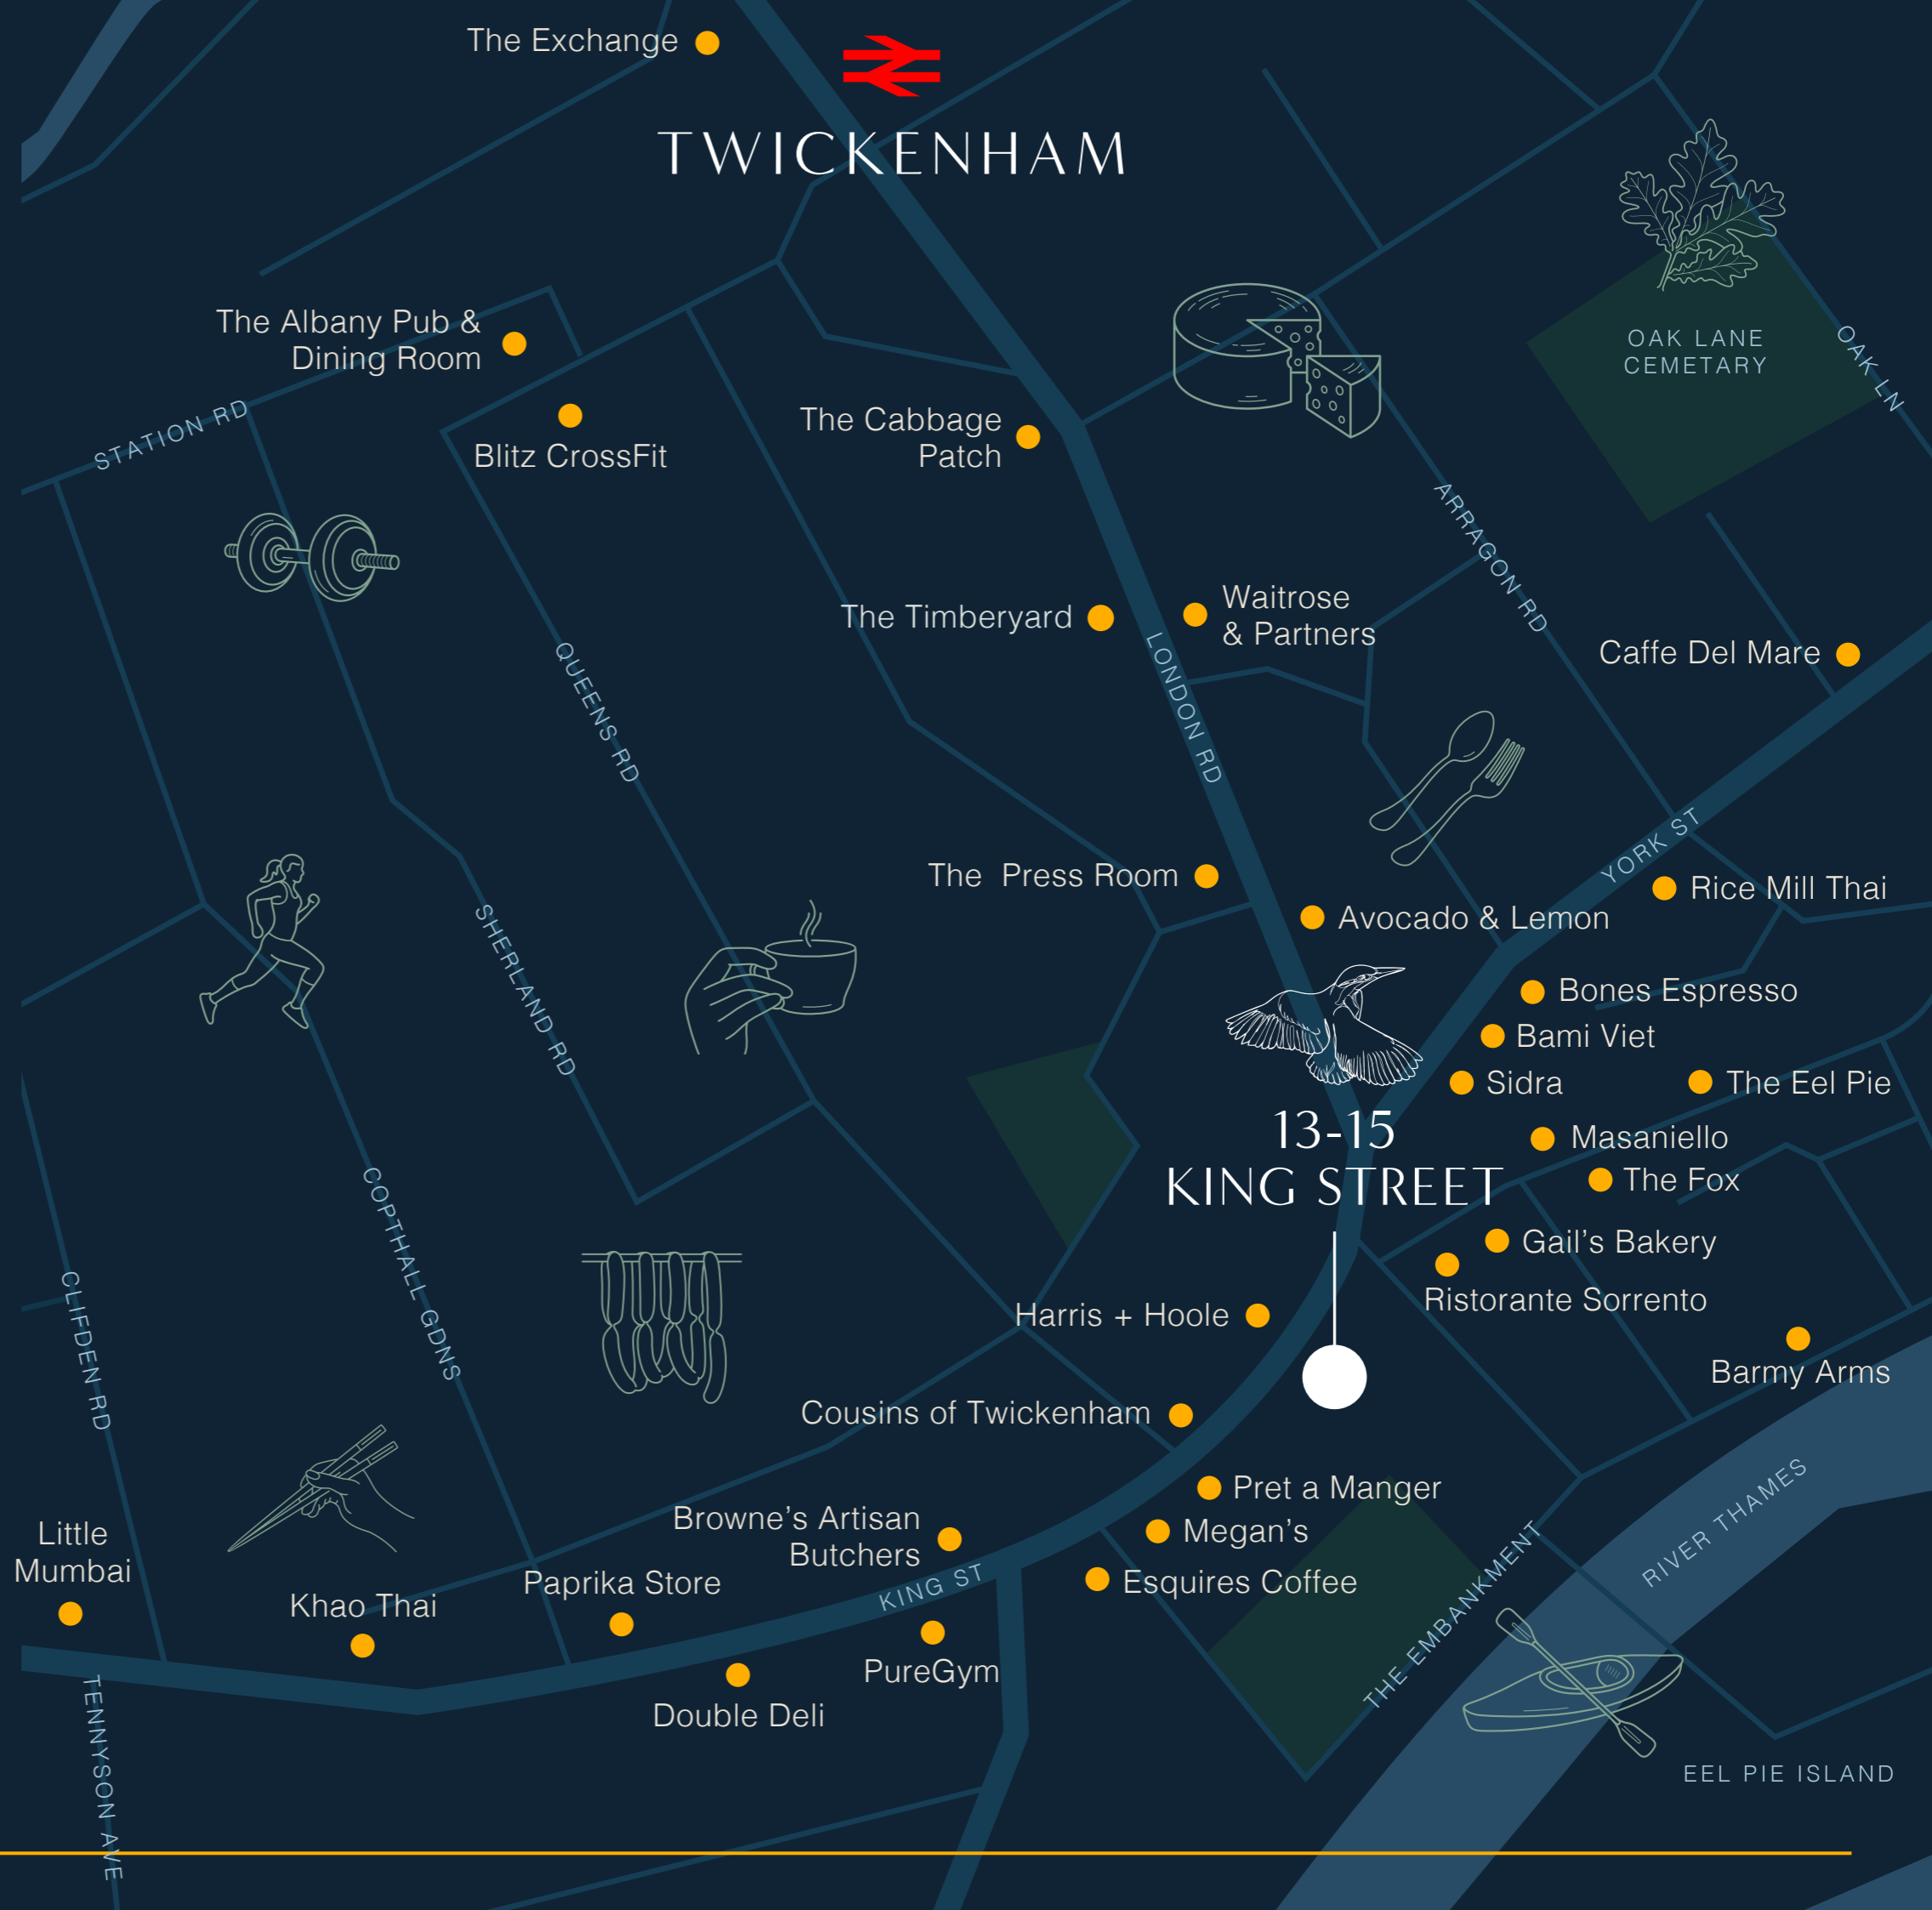 The Exchange
TWICKENHAM
The Albany Pub &
Dining Room
OAK LANE
CEMETARY
OAK LN
STATION RD
Blitz CrossFit
The Cabbage
Patch
ARRAGON RD
The Timberyard
Waitrose
& Partners
Caffe Del Mare
QUEENS RD
LONDON RD
YORK ST
The Press Room
Rice Mill Thai
Avocado & Lemon
SHERLAND RD
Bones Espresso
Bami Viet
Sidra
The Eel Pie
13-15
KING STREET
Masaniello
The Fox
COPTHALL GDNS
Gail's Bakery
Ristorante Sorrento
CLIFDEN RD
Harris + Hoole
Barmy Arms
Cousins of Twickenham
Pret a Manger
RIVER THAMES
Browne's Artisan
Butchers
Megan's
Little
Mumbai
Esquires Coffee
Paprika Store
KING ST
Khao Thai
THE EMBANKMENT
PureGym
Double Deli
TENNYSON AVE
EEL PIE ISLAND